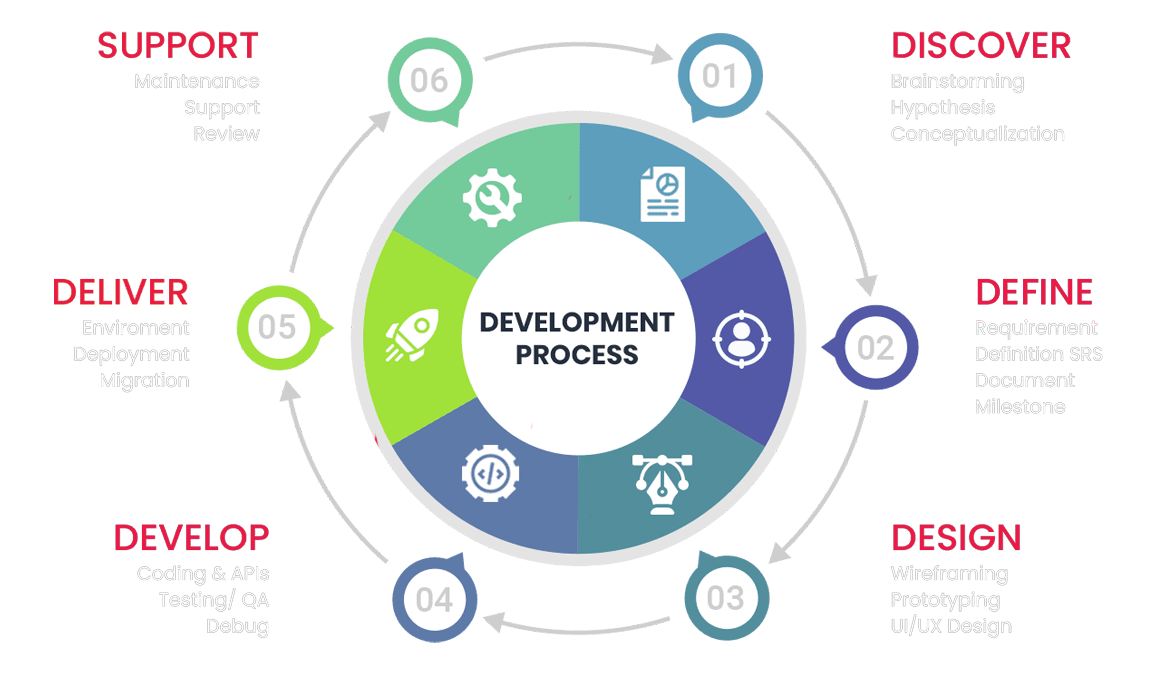 DISCOVER
Brainstorming
Hypothesis
Conceptualization
01
DEFINE
Requirement
Definition SRS
Document
Milestone
02
DESIGN
Wireframing
Prototyping
UI/UX Design
03
DEVELOP
Coding & APIs
Testing/ QA
Debug
04
DELIVER
Enviroment
Deployment
Migration
05
SUPPORT
Maintenance
Support
Review
06
DEVELOPMENT
PROCESS